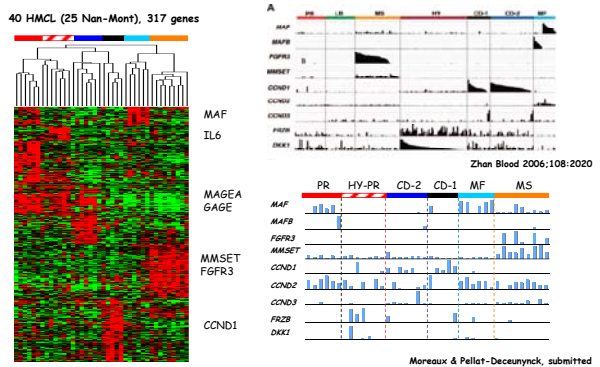 40 HMCL (25 Nan-Mont), 317 genes
MAF
IL6
MAGEA
GAGE
MMSET
FGFR3
CCND1
A
PR LB MS HY CD-1 CD-2 MF
MAF
MAFB
FGFR3
MMSET
CCND1
CCND2
CCND3
FRZB
DKK1
Zhan Blood 2006;108:2020
PR HY-PR CD-2 CD-1 MF MS
MAF
MAFB
FGFR3
MMSET
CCND1
CCND2
CCND3
FRZB
DKK1
Moreaux & Pellat-Deceunynck, submitted